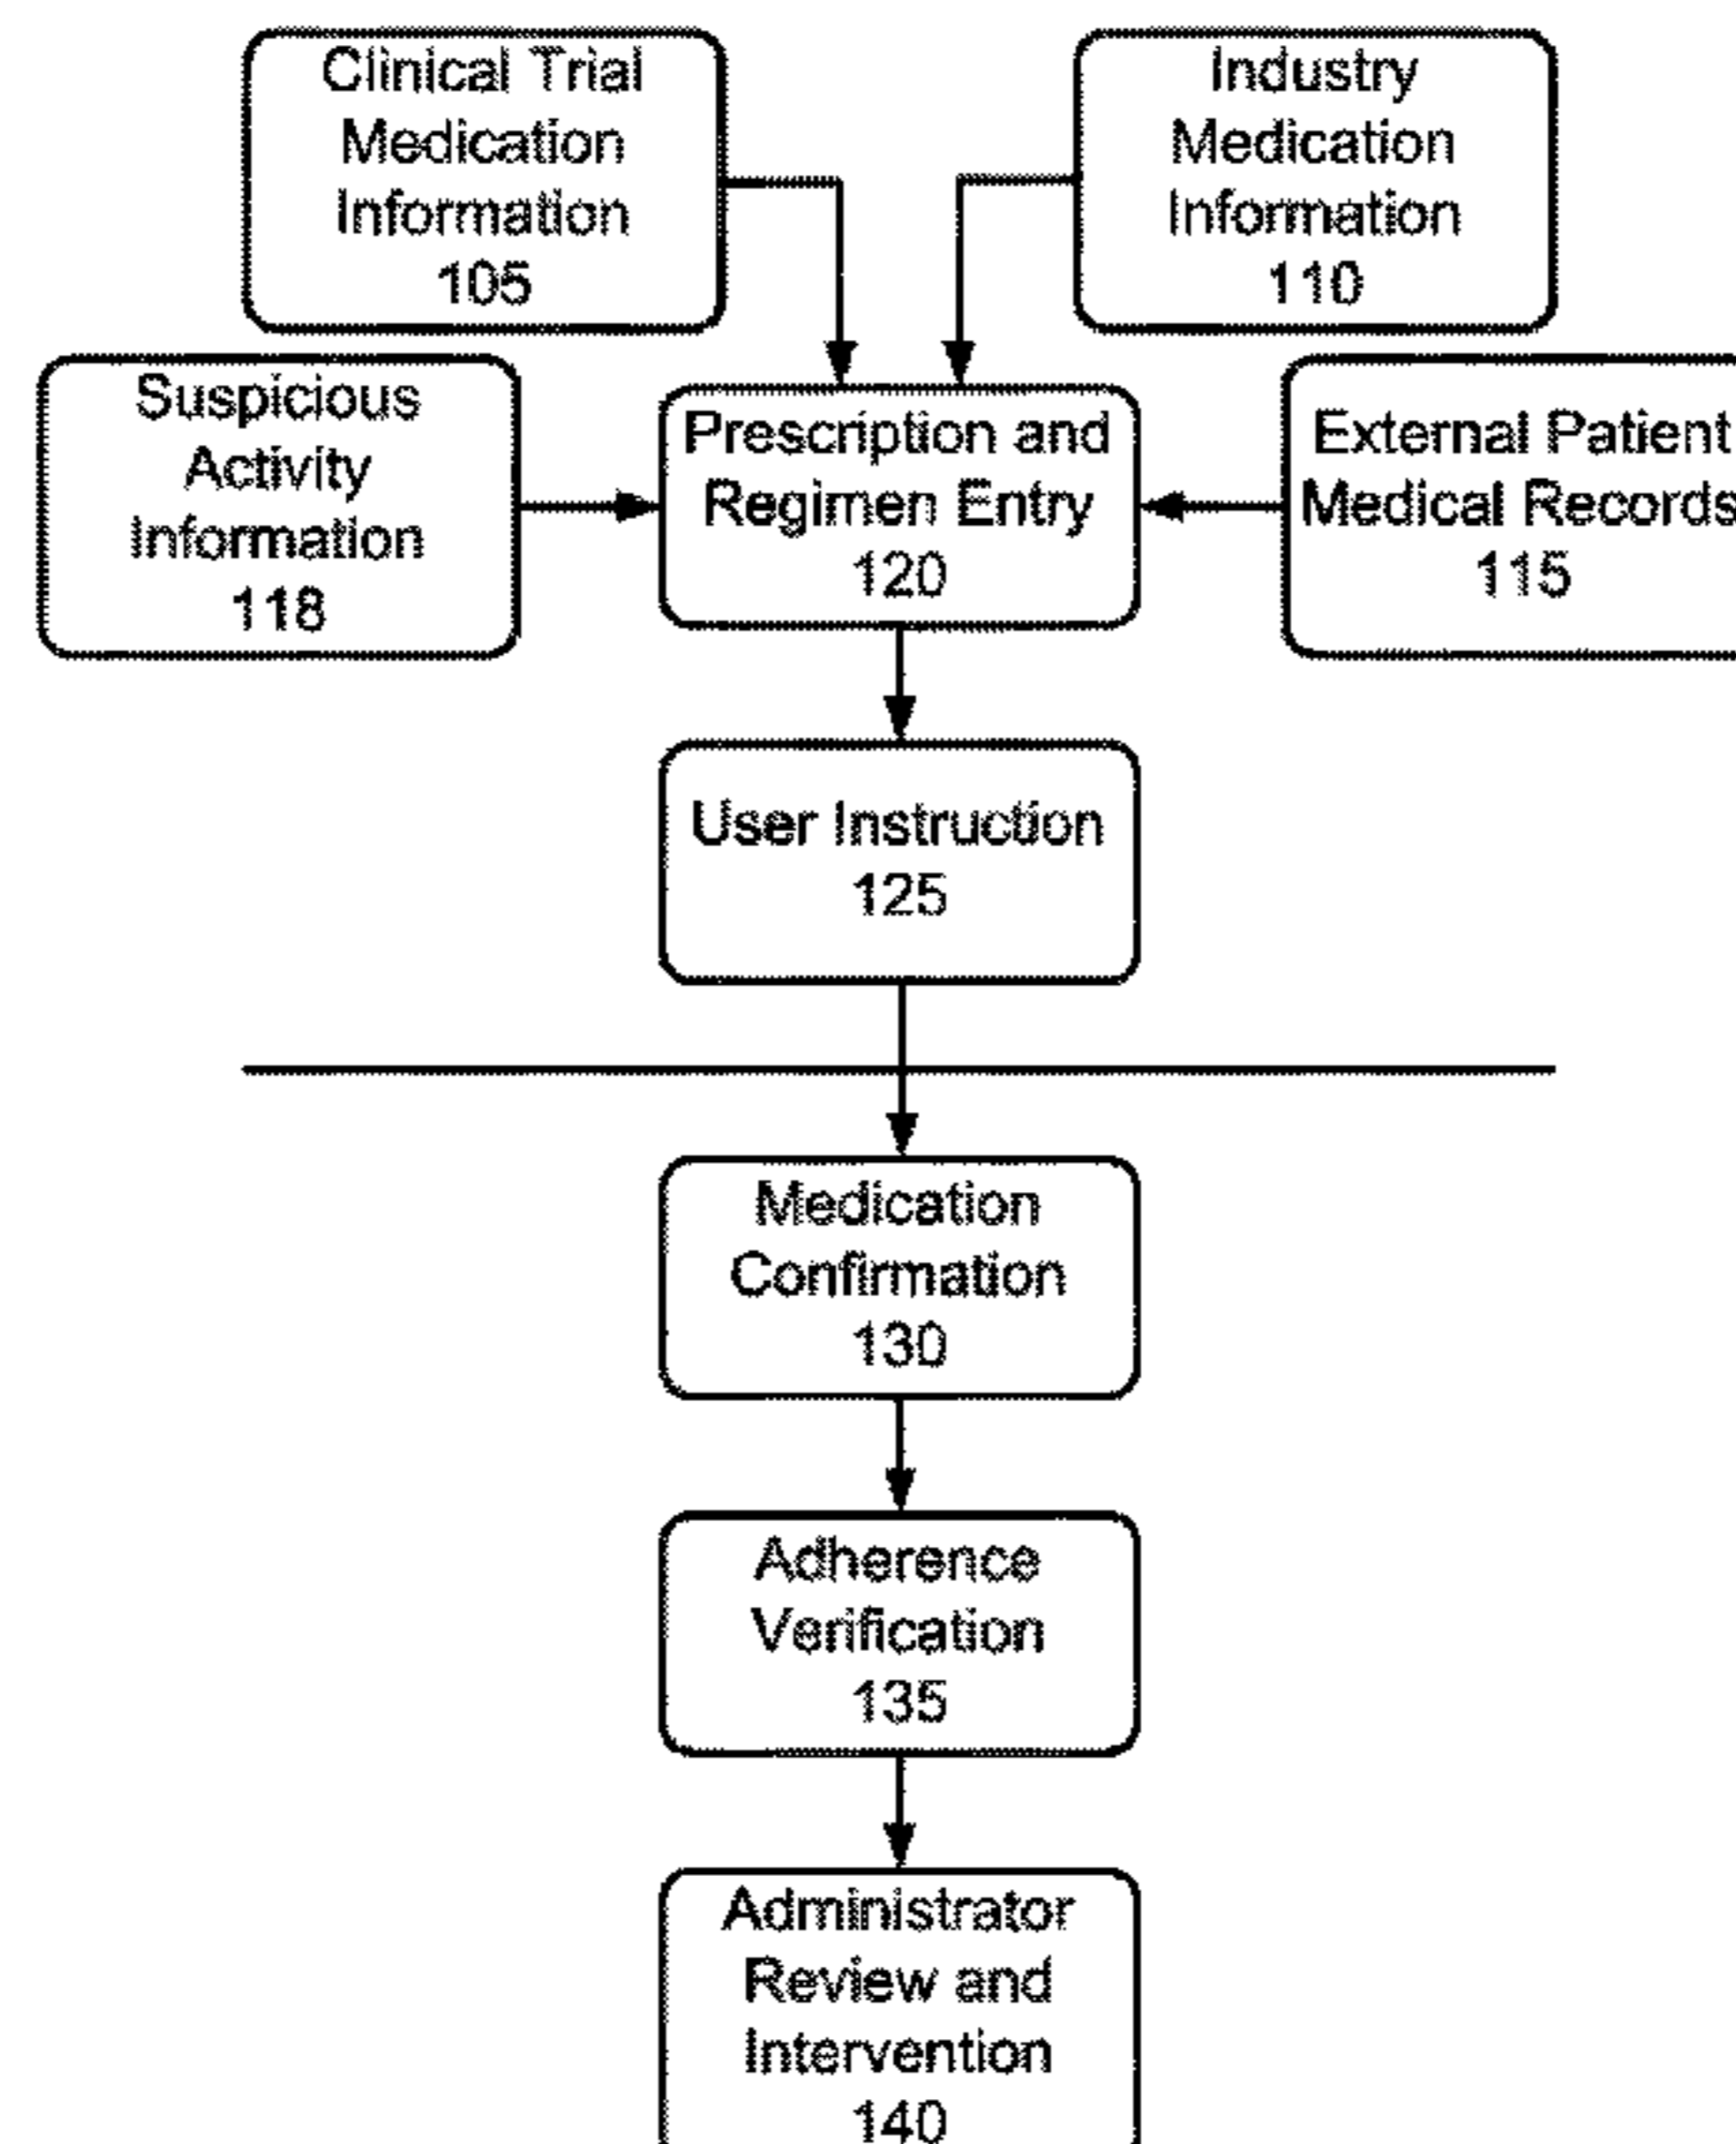 Clinical Trial
Medication
Information
105
Industry
Medication
Information
110
Suspicious
Activity
Information
118
Prescription and
Regimen Entry
120
External Patient
Medical Records
115
User Instruction
125
Medication
Confirmation
130
Adherence
Verification
135
Administrator
Review and
Intervention
140